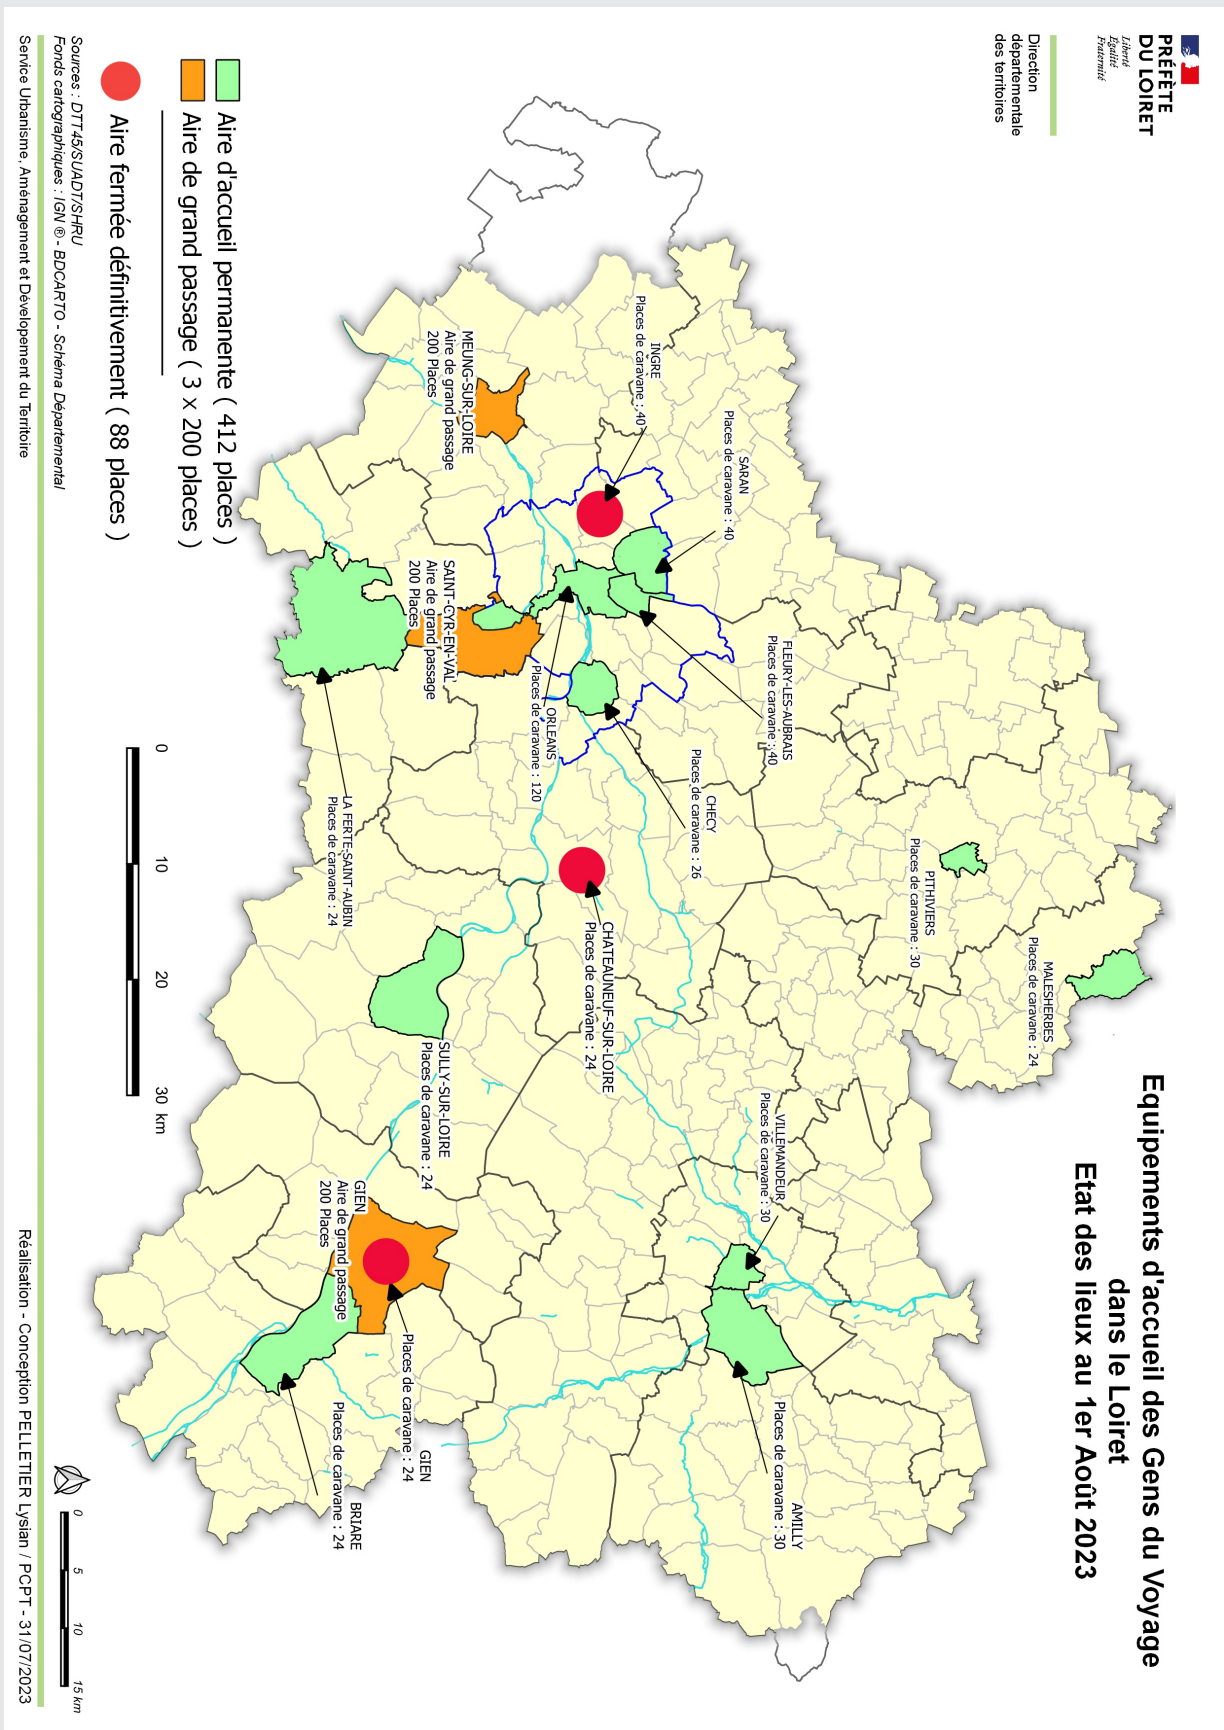 PRÉFÈTE
DU LOIRET
Liberté
Égalité
Fraternité
Direction
départementale
des territoires
Equipements d'accueil des Gens du Voyage
dans le Loiret
Etat des lieux au 1er Août 2023
MALESHERBES
Places de caravane : 24
PITHIVIERS
Places de caravane : 30
SARAN
Places de caravane : 40
FLEURY-LES-AUBRAIS
Places de caravane : 40
INGRE
Places de caravane : 40
CHECY
Places de caravane : 26
VILLEMANDEUR
Places de caravane : 30
AMILLY
Places de caravane : 30
CHATEAUNEUF-SUR-LOIRE
Places de caravane : 24
ORLEANS
Places de caravane : 120
MEUNG-SUR-LOIRE
Aire de grand passage
200 Places
SAINT-CYR-EN-VAL
Aire de grand passage
200 Places
SULLY-SUR-LOIRE
Places de caravane : 24
GIEN
Places de caravane : 24
GIEN
Aire de grand passage
200 Places
LA FERTE-SAINT-AUBIN
Places de caravane : 24
BRIARE
Places de caravane : 24
Aire d'accueil permanente ( 412 places )
Aire de grand passage ( 3 x 200 places )
Aire fermée définitivement ( 88 places )
0 10 20 30 km
0 5 10 15 km
Sources : DTT45/SUADT/SHRU
Fonds cartographiques : IGN ® - BDCARTO - Schéma Départemental
Service Urbanisme, Aménagement et Dévelopement du Territoire
Réalisation - Conception PELLETIER Lysian / PCPT - 31/07/2023